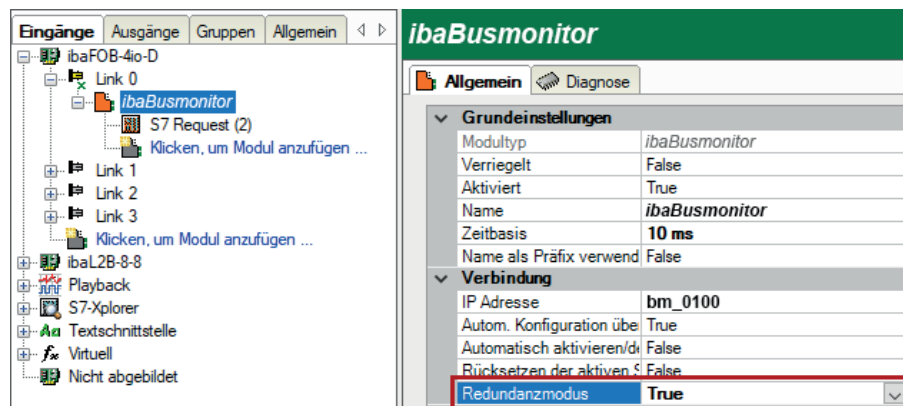 Eingänge Ausgänge Gruppen Allgemein
ibaFOB-4io-D
Link 0
ibaBusmonitor
S7 Request (2)
Klicken, um Modul anzufügen ...
Link 1
Link 2
Link 3
Klicken, um Modul anzufügen ...
ibaL2B-8-8
Playback
S7-Xplorer
Textschnittstelle
Virtuell
Nicht abgebildet
ibaBusmonitor
Allgemein Diagnose
Grundeinstellungen
Modultyp ibaBusmonitor
Verriegelt False
Aktiviert True
Name ibaBusmonitor
Zeitbasis 10 ms
Name als Präfix verwend False
Verbindung
IP Adresse bm_0100
Autom. Konfiguration übe True
Automatisch aktivieren/de False
Rücksetzen der aktiven S False
Redundanzmodus True